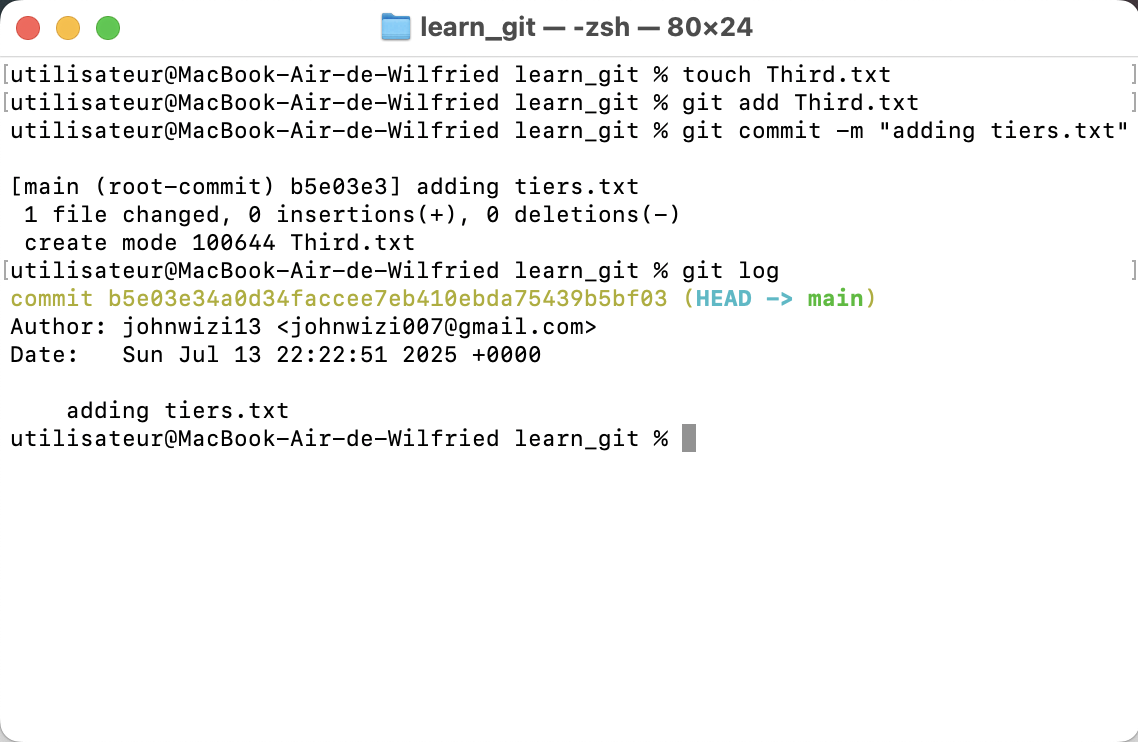 learn_git — -zsh — 80×24
[utilisateur@MacBook-Air-de-Wilfried learn_git % touch Third.txt ]
[utilisateur@MacBook-Air-de-Wilfried learn_git % git add Third.txt ]
utilisateur@MacBook-Air-de-Wilfried learn_git % git commit -m "adding tiers.txt"
[main (root-commit) b5e03e3] adding tiers.txt
1 file changed, 0 insertions(+), 0 deletions(-)
create mode 100644 Third.txt
[utilisateur@MacBook-Air-de-Wilfried learn_git % git log ]
commit b5e03e34a0d34faccee7eb410ebda75439b5bf03 (HEAD -> main)
Author: johnwizi13 <johnwizi007@gmail.com>
Date:   Sun Jul 13 22:22:51 2025 +0000
adding tiers.txt
utilisateur@MacBook-Air-de-Wilfried learn_git %